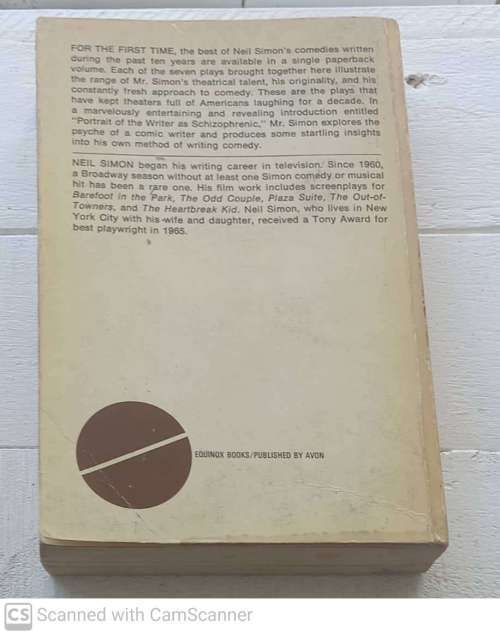 FOR THE FIRST TIME, the best of Neil Simon's comedies written
during the past ten years are available in a single paperback
volume. Each of the seven plays brought together here illustrate
the range of Mr. Simon's theatrical talent, his originality, and his
constantly fresh approach to comedy. These are the plays that
have kept theaters full of Americans laughing for a decade. In
a marvelously entertaining and revealing introduction entitled
"Portrait of the Writer as Schizophrenic," Mr. Simon explores the
psyche of a comic writer and produces some startling insights
into his own method of writing comedy.
NEIL SIMON began his writing career in television. Since 1960,
a Broadway season without at least one Simon comedy or musical
hit has been a rare one. His film work includes screenplays for
Barefoot in the Park, The Odd Couple, Plaza Suite, The Out-of-
Towners, and The Heartbreak Kid. Neil Simon, who lives in New
York City with his wife and daughter, received a Tony Award for
best playwright in 1965.
EQUINOX BOOKS/PUBLISHED BY AVON
CS Scanned with CamScanner